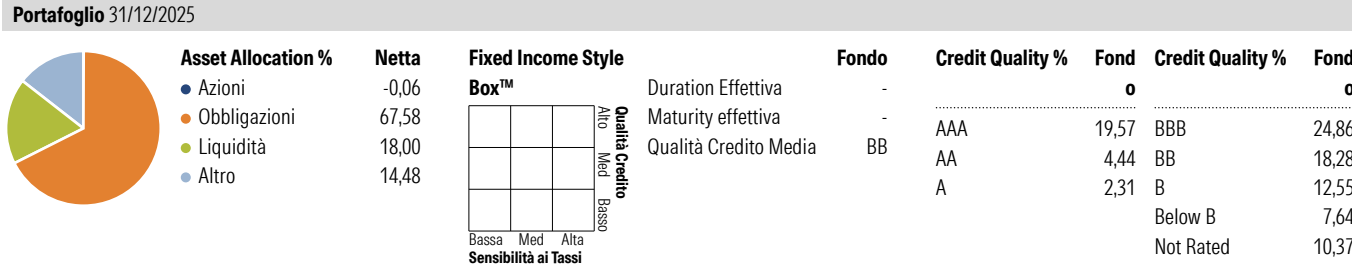 Portafoglio 31/12/2025
Asset Allocation % Netta
Azioni -0,06
Obbligazioni 67,58
Liquidità 18,00
Altro 14,48
Fixed Income Style
Box™
Alto Med Basso
Qualità Credito
Bassa Med Alta
Sensibilità ai Tassi
Fondo
Duration Effettiva -
Maturity effettiva -
Qualità Credito Media BB
Credit Quality % Fond
o
AAA 19,57
AA 4,44
A 2,31
Credit Quality % Fond
o
BBB 24,86
BB 18,28
B 12,55
Below B 7,64
Not Rated 10,37